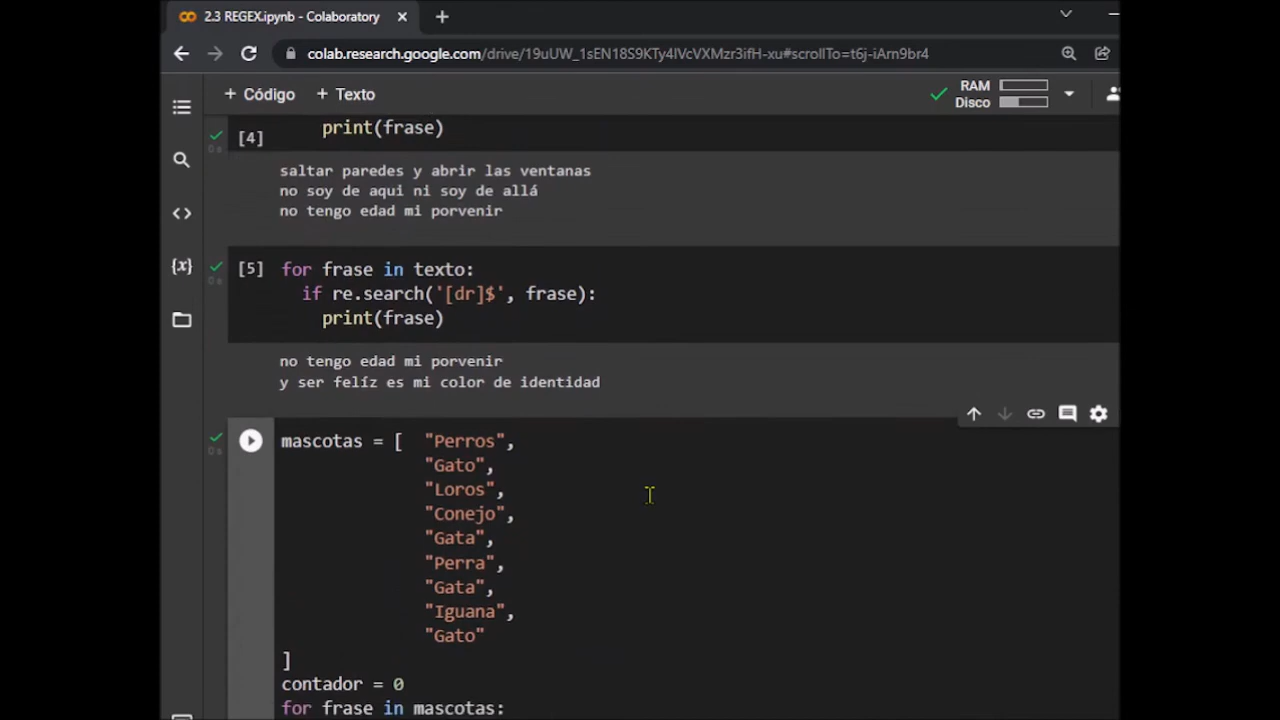 2.3 REGEX.ipynb - Colaboratory
colab.research.google.com/drive/19uUW_1sEN18S9KTy4lVcVXMzr3ifH-xu#scrollTo=t6j-iArn9br4
+ Código + Texto
RAM
Disco
print(frase)
[4]
saltar paredes y abrir las ventanas
no soy de aqui ni soy de allá
no tengo edad mi porvenir
[5] for frase in texto:
if re.search('[dr]$', frase):
print(frase)
no tengo edad mi porvenir
y ser felíz es mi color de identidad
mascotas = [ "Perros",
"Gato",
"Loros",
"Conejo",
"Gata",
"Perra",
"Gata",
"Iguana",
"Gato"
]
contador = 0
for frase in mascotas: